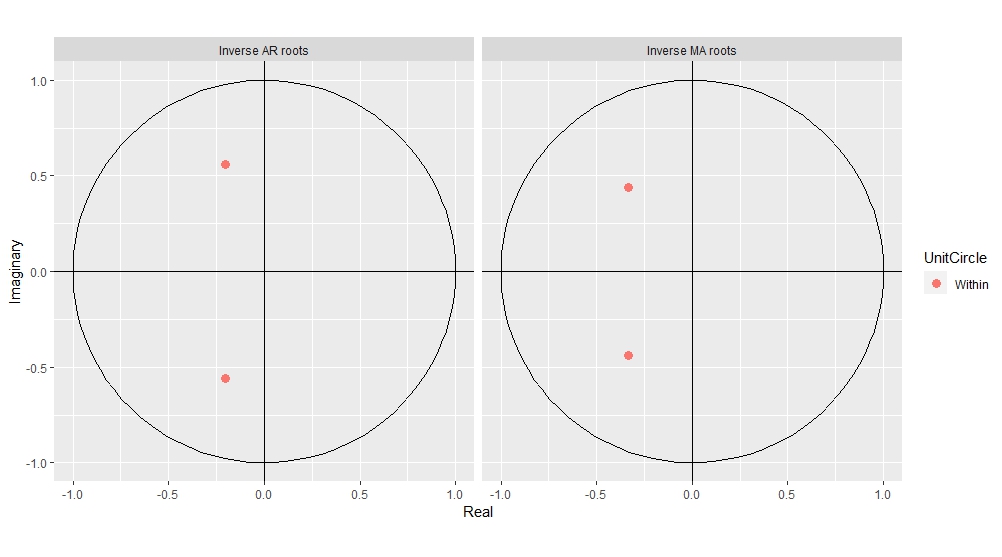 Inverse AR roots
Inverse MA roots
1.0
0.5
0.0
-0.5
-1.0
Imaginary
-1.0 -0.5 0.0 0.5 1.0
-1.0 -0.5 0.0 0.5 1.0
Real
UnitCircle
Within